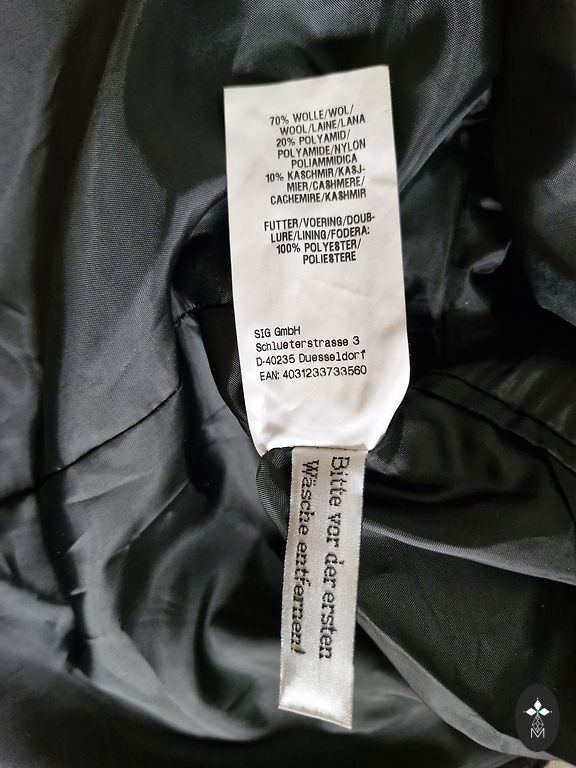 70% WOLLE/WOL/
WOOL/LAINE/LANA
20% POLYAMID/
POLYAMIDE/NYLON
POLIAMMIDICA
10% KASCHMIR/KASJ-
MIER/CASHMERE/
CACHEMIRE/KASHMIR
FUTTER/VOERING/DOUB-
LURE/LINING/FODERA:
100% POLYESTER/
POLIESTERE
SIG GmbH
Schlueterstrasse 3
D-40235 Duesseldorf
EAN: 4031233733560
Bitte vor der ersten
Wäsche entfernen!